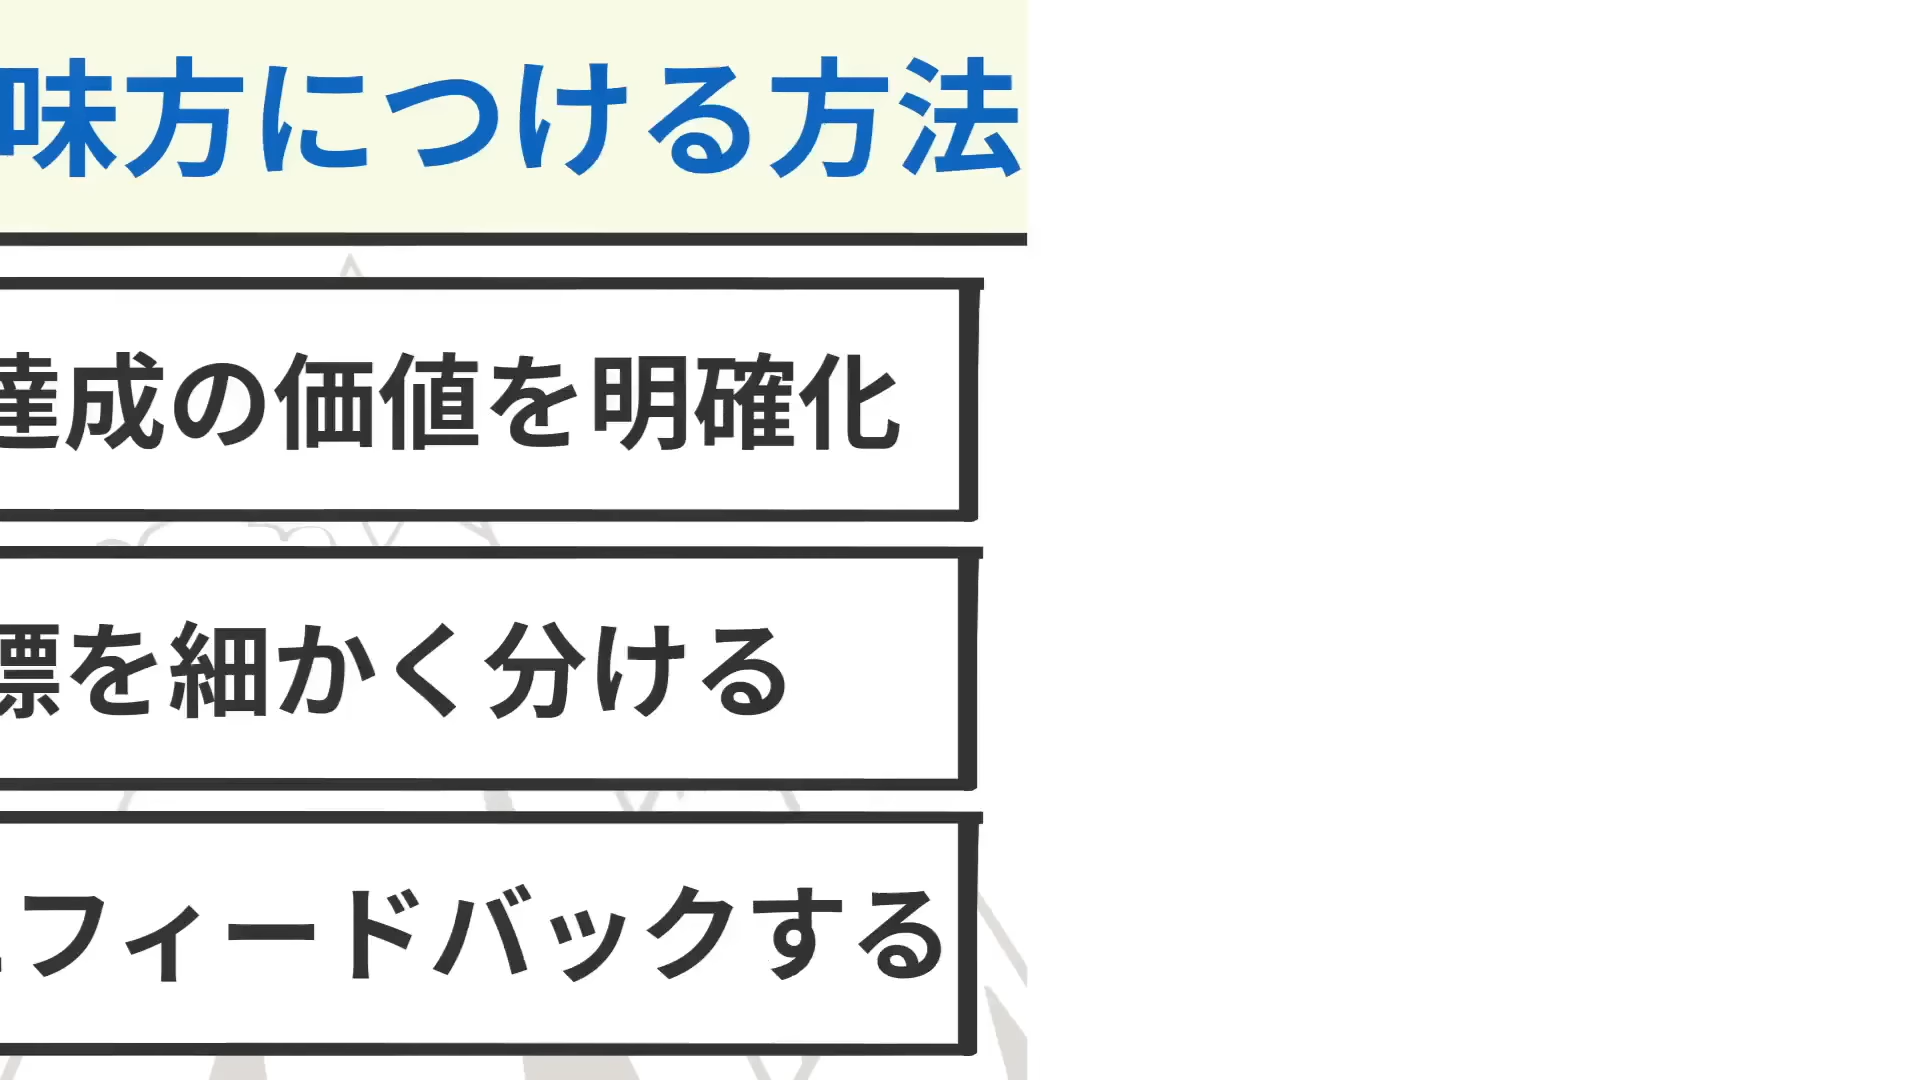 味方につける方法
達成の価値を明確化
標を細かく分ける
フィードバックする